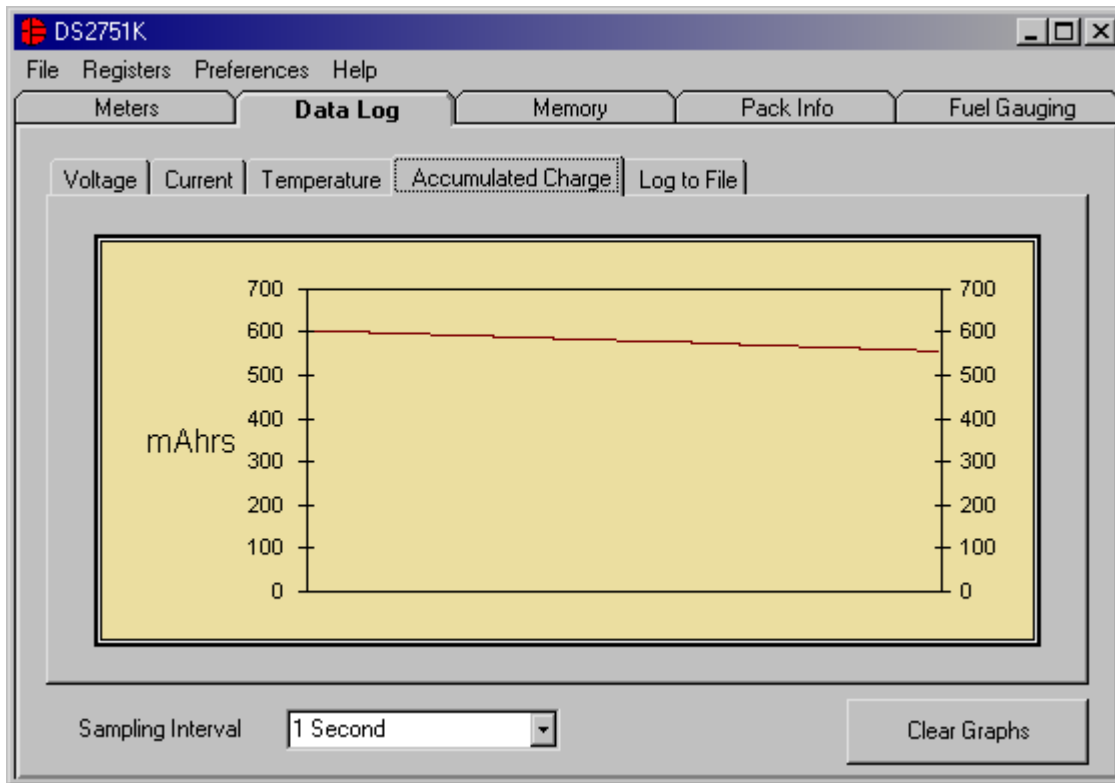 DS2751K
File Registers Preferences Help
Meters Data Log Memory Pack Info Fuel Gauging
Voltage Current Temperature Accumulated Charge Log to File
700 700
600 600
500 500
400 400
mAhrs
300 300
200 200
100 100
0 0
Sampling Interval 1 Second Clear Graphs